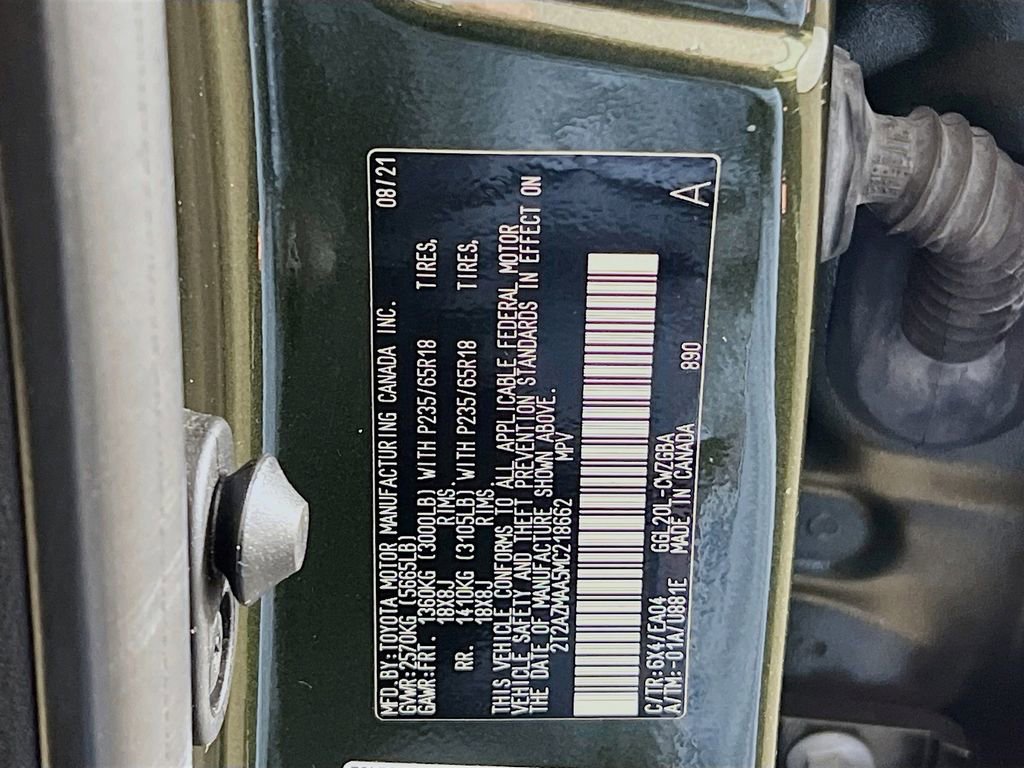 MFD.BY:TOYOTA MOTOR MANUFACTURING CANADA INC. 08/21
GVWR:2570KG (5665LB)
GAWR:FRT. 1360KG (3000LB) WITH P235/65R18 TIRES,
18X8J RIMS
RR. 1410KG (3105LB) WITH P235/65R18 TIRES,
18X8J RIMS
THIS VEHICLE CONFORMS TO ALL APPLICABLE FEDERAL MOTOR
VEHICLE SAFETY AND THEFT PREVENTION STANDARDS IN EFFECT ON
THE DATE OF MANUFACTURE SHOWN ABOVE.
2T2AZMAA5MC218662 MPV
C/TR:6X4/EA04 GGL20L-CWZGBA
A/TM:-01A/U881E MADE IN CANADA 890 A